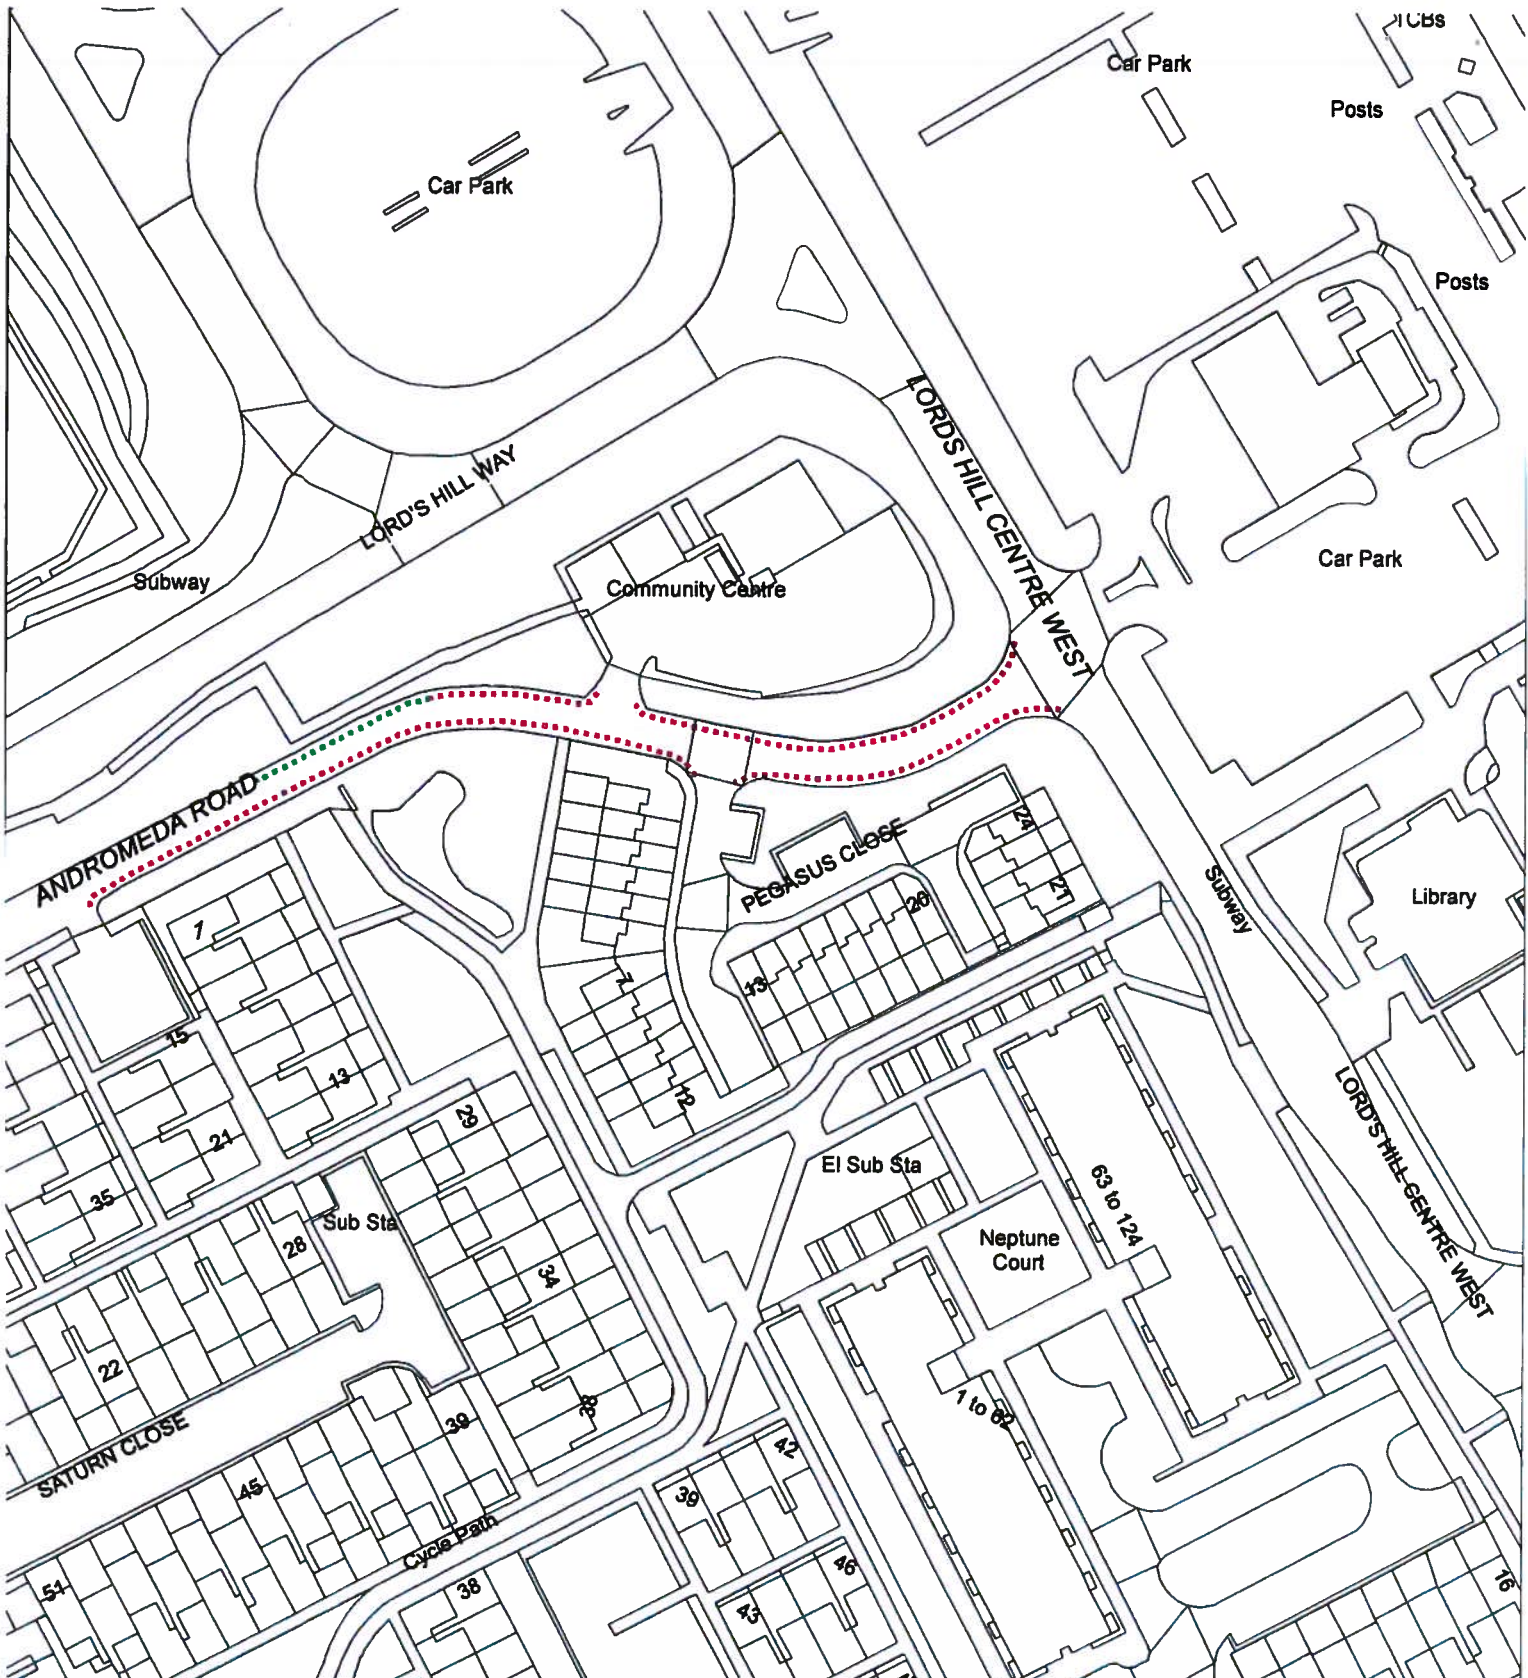 TCBs
Car Park
Posts
Car Park
Posts
LORDS HILL CENTRE WEST
LORD'S HILL WAY
Car Park
Subway
Community Centre
ANDROMEDA ROAD
24
PEGASUS CLOSE
21
20
Subway
Library
1
7
13
15
13
12
29
21
El Sub Sta
LORD'S HILL CENTRE WEST
63 to 124
35
Sub Sta
28
Neptune
Court
34
22
1 to 62
38
39
SATURN CLOSE
42
45
39
Cycle Path
46
51
38
43
16